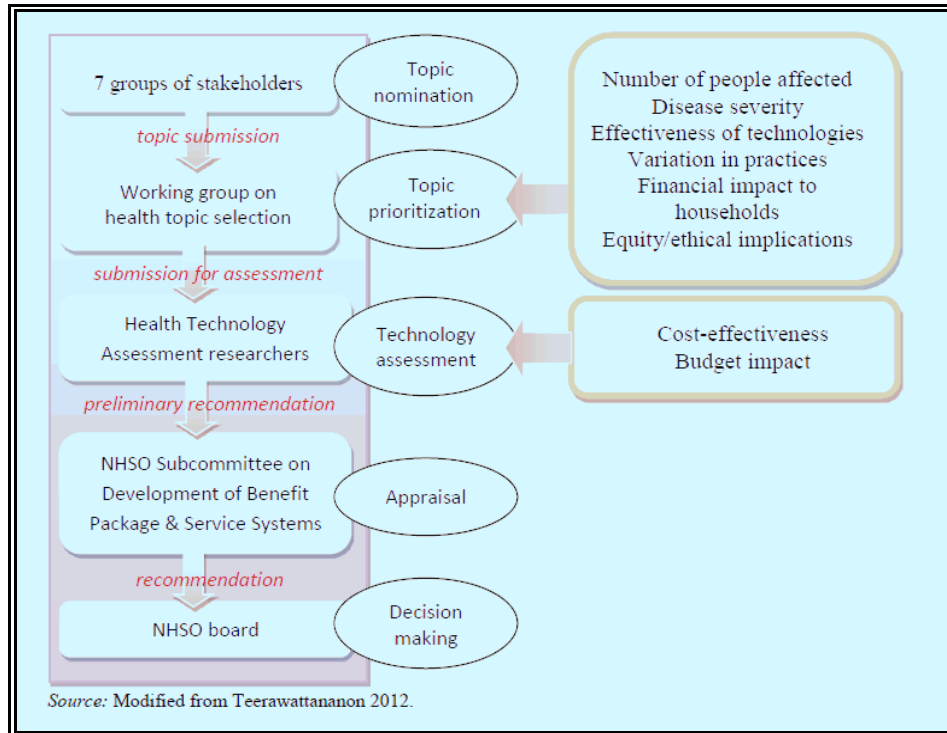 7 groups of stakeholders
Topic
nomination
topic submission
Working group on
health topic selection
Topic
prioritization
Number of people affected
Disease severity
Effectiveness of technologies
Variation in practices
Financial impact to
households
Equity/ethical implications
submission for assessment
Health Technology
Assessment researchers
Technology
assessment
Cost-effectiveness
Budget impact
preliminary recommendation
NHSO Subcommittee on
Development of Benefit
Package & Service Systems
Appraisal
recommendation
NHSO board
Decision
making
Source: Modified from Teerawattananon 2012.